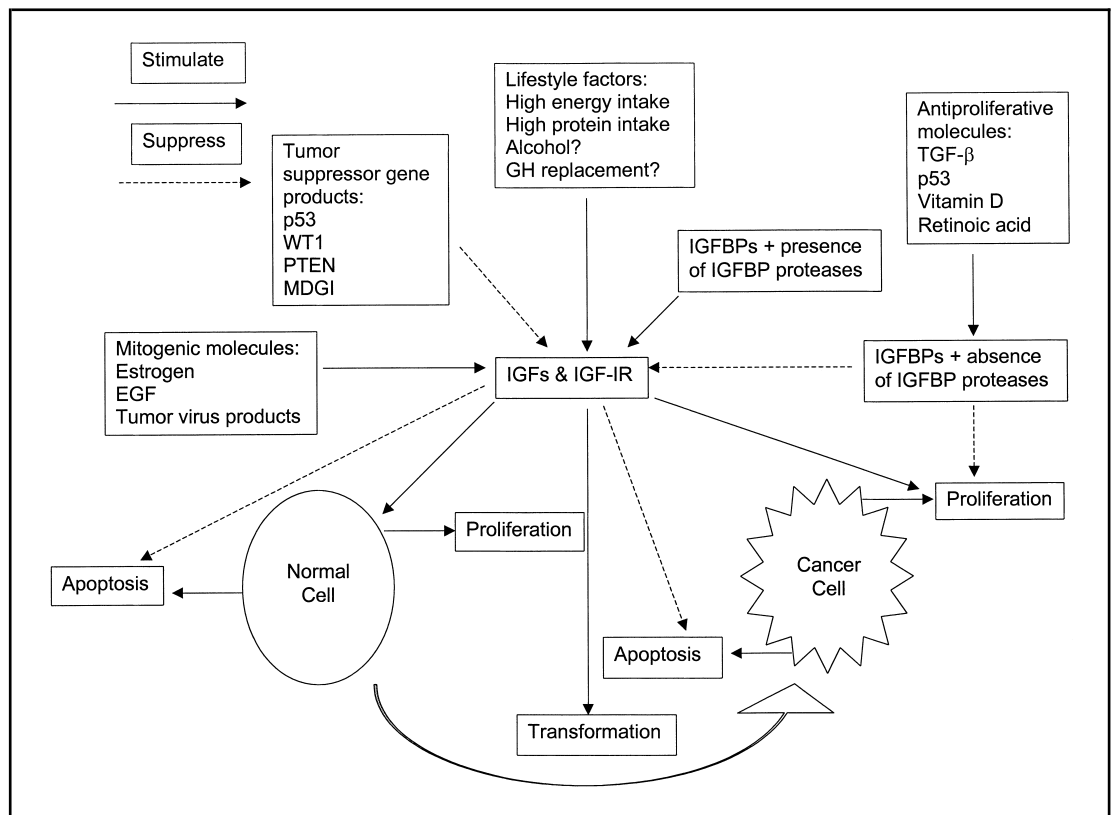 Stimulate
Suppress
Tumor
suppressor gene
products:
p53
WT1
PTEN
MDGI
Lifestyle factors:
High energy intake
High protein intake
Alcohol?
GH replacement?
Antiproliferative
molecules:
TGF-β
p53
Vitamin D
Retinoic acid
IGFBPs + presence
of IGFBP proteases
Mitogenic molecules:
Estrogen
EGF
Tumor virus products
IGFs & IGF-IR
IGFBPs + absence
of IGFBP proteases
Proliferation
Proliferation
Normal
Cell
Cancer
Cell
Apoptosis
Apoptosis
Transformation